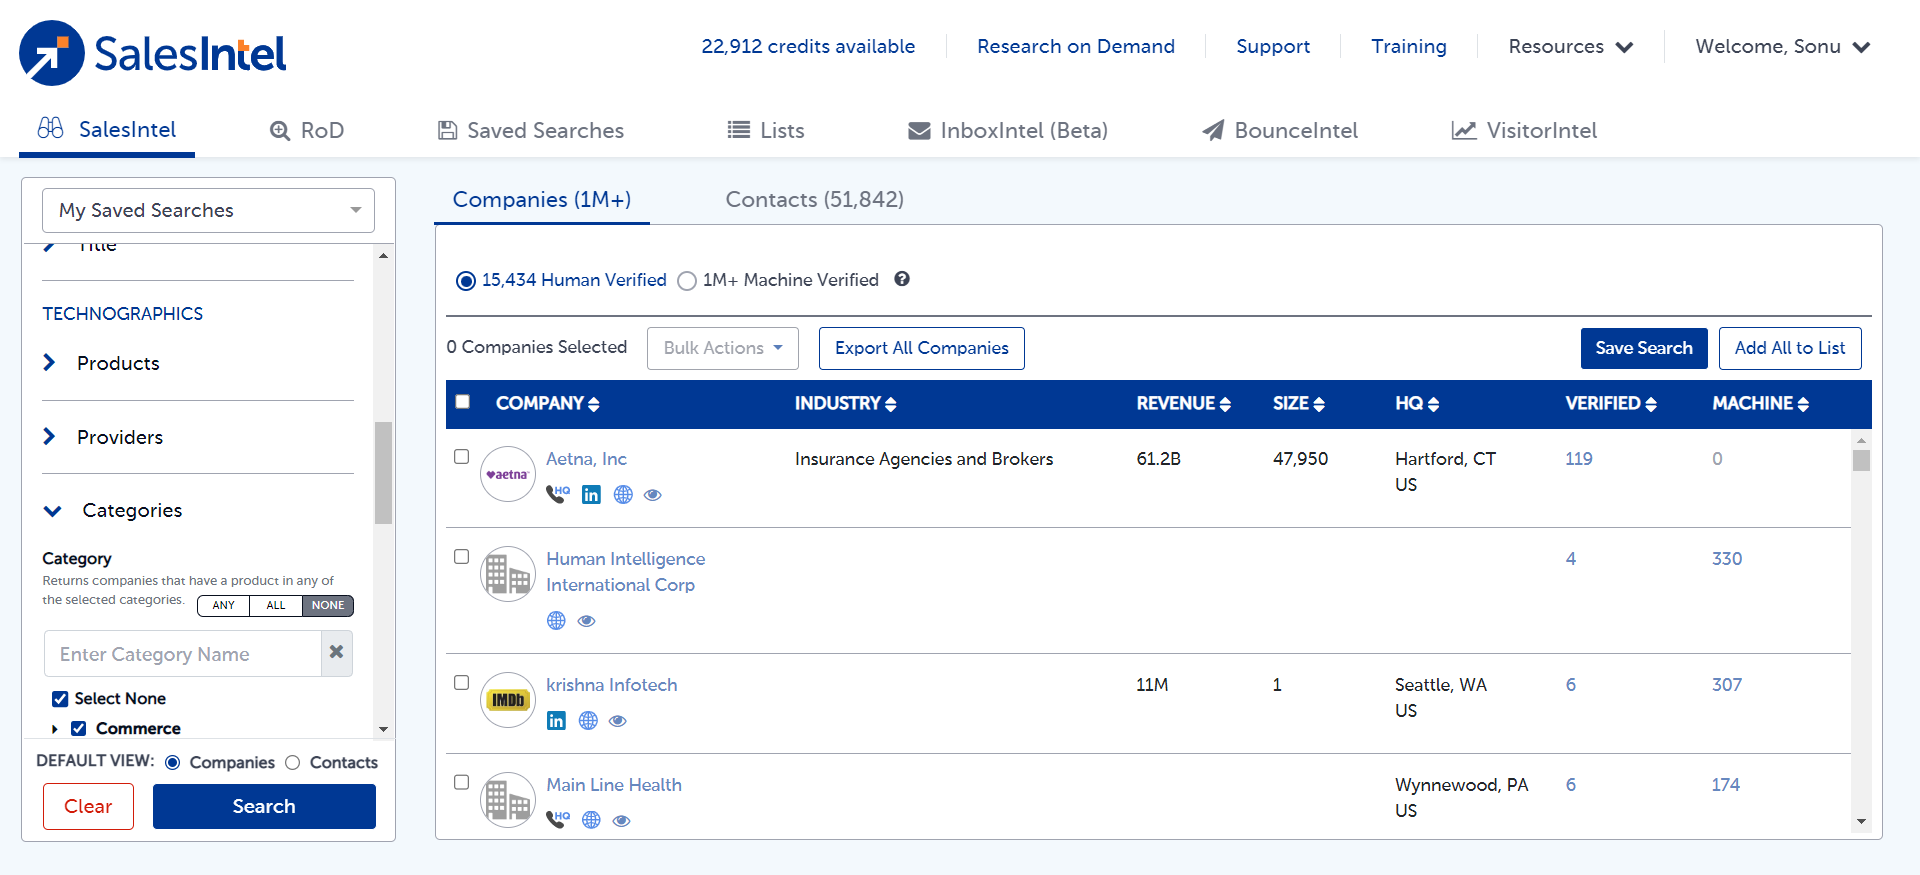 SalesIntel
22,912 credits available
Research on Demand
Support
Training
Resources
Welcome, Sonu
SalesIntel
RoD
Saved Searches
Lists
InboxIntel (Beta)
BounceIntel
VisitorIntel
My Saved Searches
Title
TECHNOGRAPHICS
Products
Providers
Categories
Category
Returns companies that have a product in any of
the selected categories.
ANY ALL NONE
Enter Category Name
Select None
Commerce
DEFAULT VIEW: Companies Contacts
Clear
Search
Companies (1M+)
Contacts (51,842)
15,434 Human Verified 1M+ Machine Verified
0 Companies Selected
Bulk Actions
Export All Companies
Save Search
Add All to List
COMPANY INDUSTRY REVENUE SIZE HQ VERIFIED MACHINE
aetna
Aetna, Inc Insurance Agencies and Brokers 61.2B 47,950 Hartford, CT 119 0
US
HQ in
Human Intelligence 4 330
International Corp
IMDb
krishna Infotech 11M 1 Seattle, WA 6 307
US
in
Main Line Health Wynnewood, PA 6 174
US
HQ